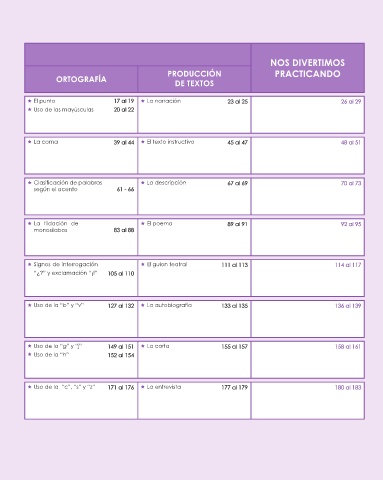 NOS DIVERTIMOS
PRACTICANDO
ORTOGRAFÍA
PRODUCCIÓN
DE TEXTOS
★ El punto 17 al 19
★ Uso de las mayúsculas 20 al 22
★ La narración 23 al 25
26 al 29
★ La coma 39 al 44
★ El texto instructivo 45 al 47
48 al 51
★ Clasificación de palabras
según el acento 61 - 66
★ La descripción 67 al 69
70 al 73
★ La tildación de
monosílabos 83 al 88
★ El poema 89 al 91
92 al 95
★ Signos de interrogación
"¿?" y exclamación "¡!" 105 al 110
★ El guion teatral 111 al 113
114 al 117
★ Uso de la "b" y "v" 127 al 132
★ La autobiografía 133 al 135
136 al 139
★ Uso de la "g" y "j" 149 al 151
★ Uso de la "h" 152 al 154
★ La carta 155 al 157
158 al 161
★ Uso de la "c", "s" y "z" 171 al 176
★ La entrevista 177 al 179
180 al 183